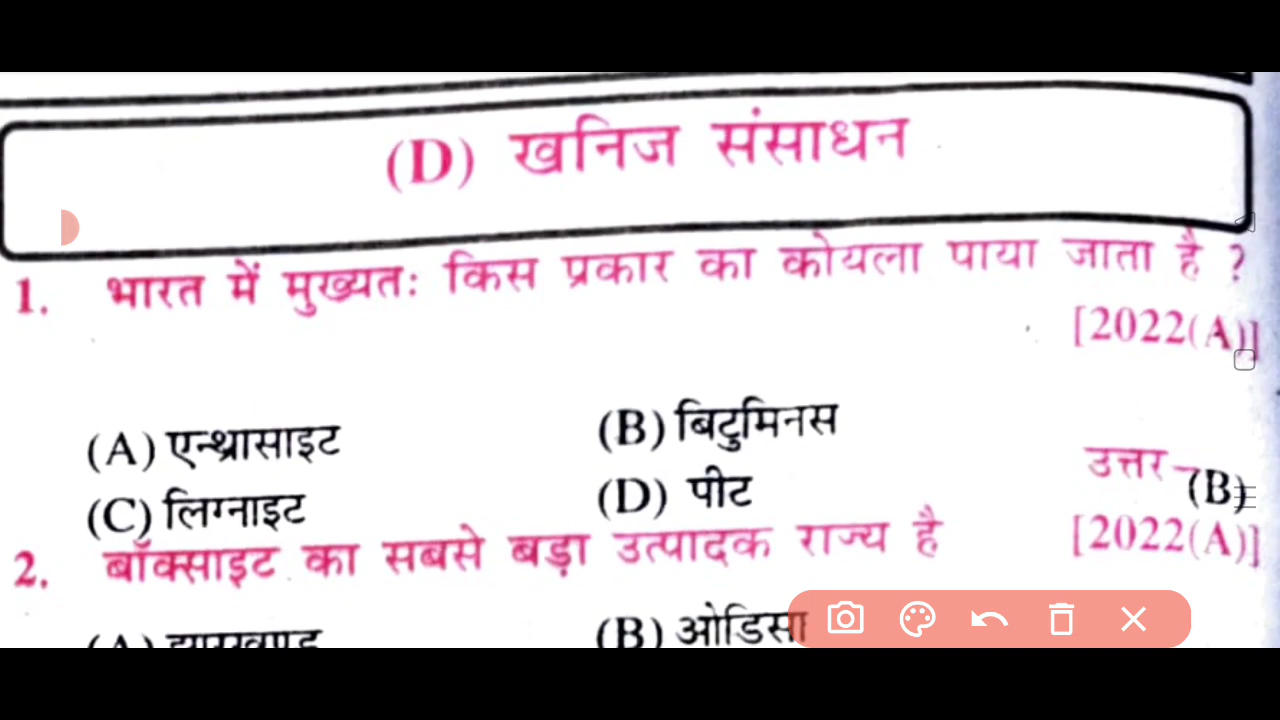 (D) खनिज संसाधन
1. भारत में मुख्यतः किस प्रकार का कोयला पाया जाता है ?
[2022(A)]
(A) एन्थ्रासाइट (B) बिटुमिनस
(C) लिग्नाइट (D) पीट उत्तर –(B)
2. बॉक्साइट का सबसे बड़ा उत्पादक राज्य है [2022(A)]
(A) झारखण्ड (B) ओडिसा